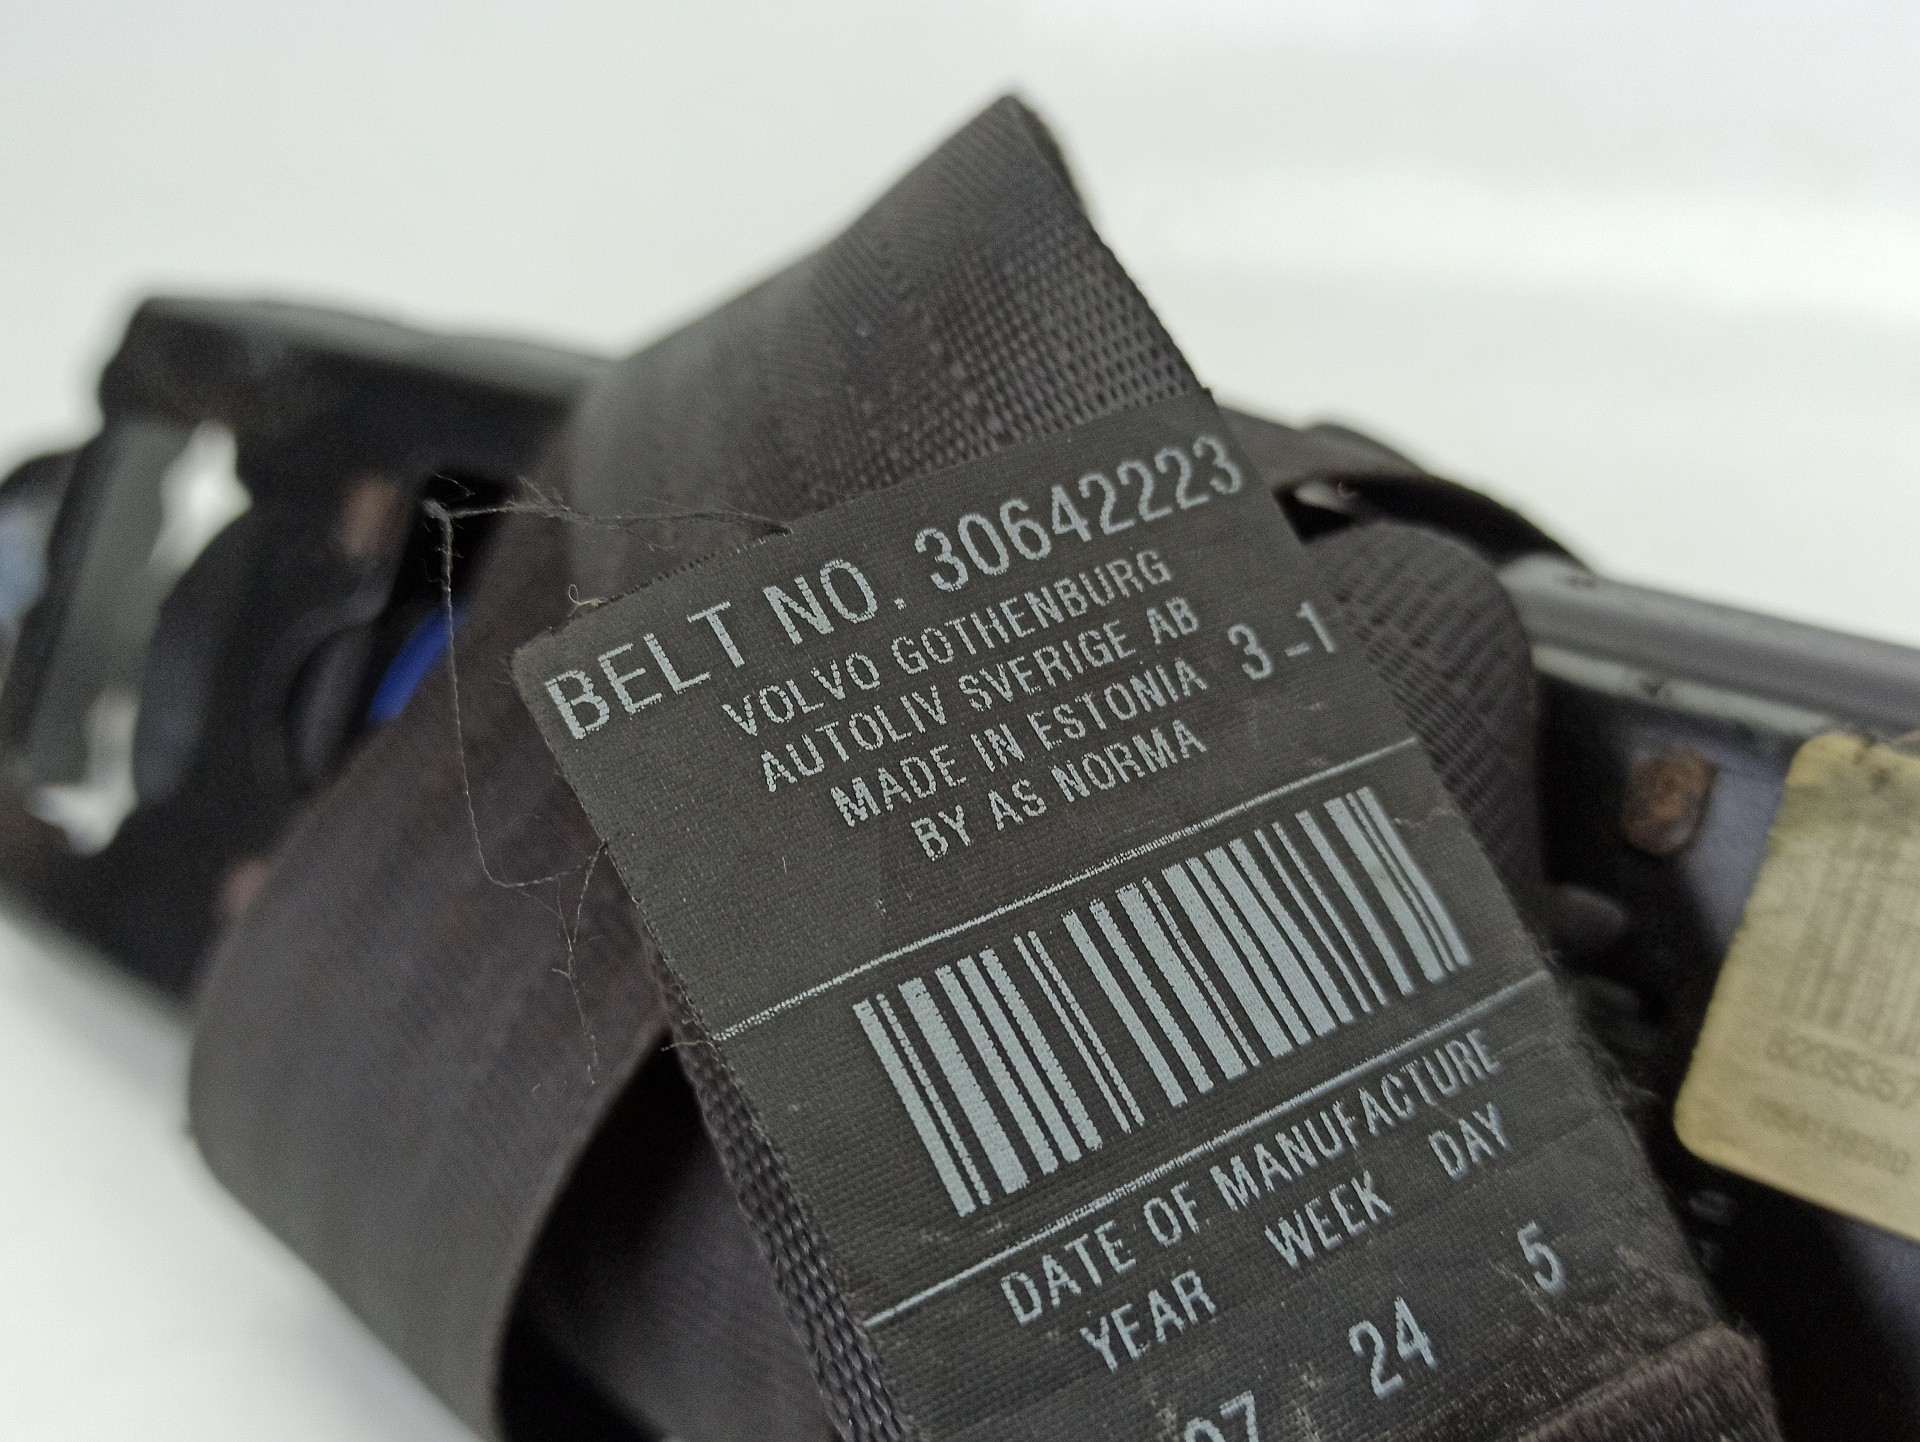 BELT NO. 30642223
VOLVO GOTHENBURG
AUTOLIV SVERIGE AB
MADE IN ESTONIA 3-1
BY AS NORMA
DATE OF MANUFACTURE
YEAR WEEK DAY
07 24 5